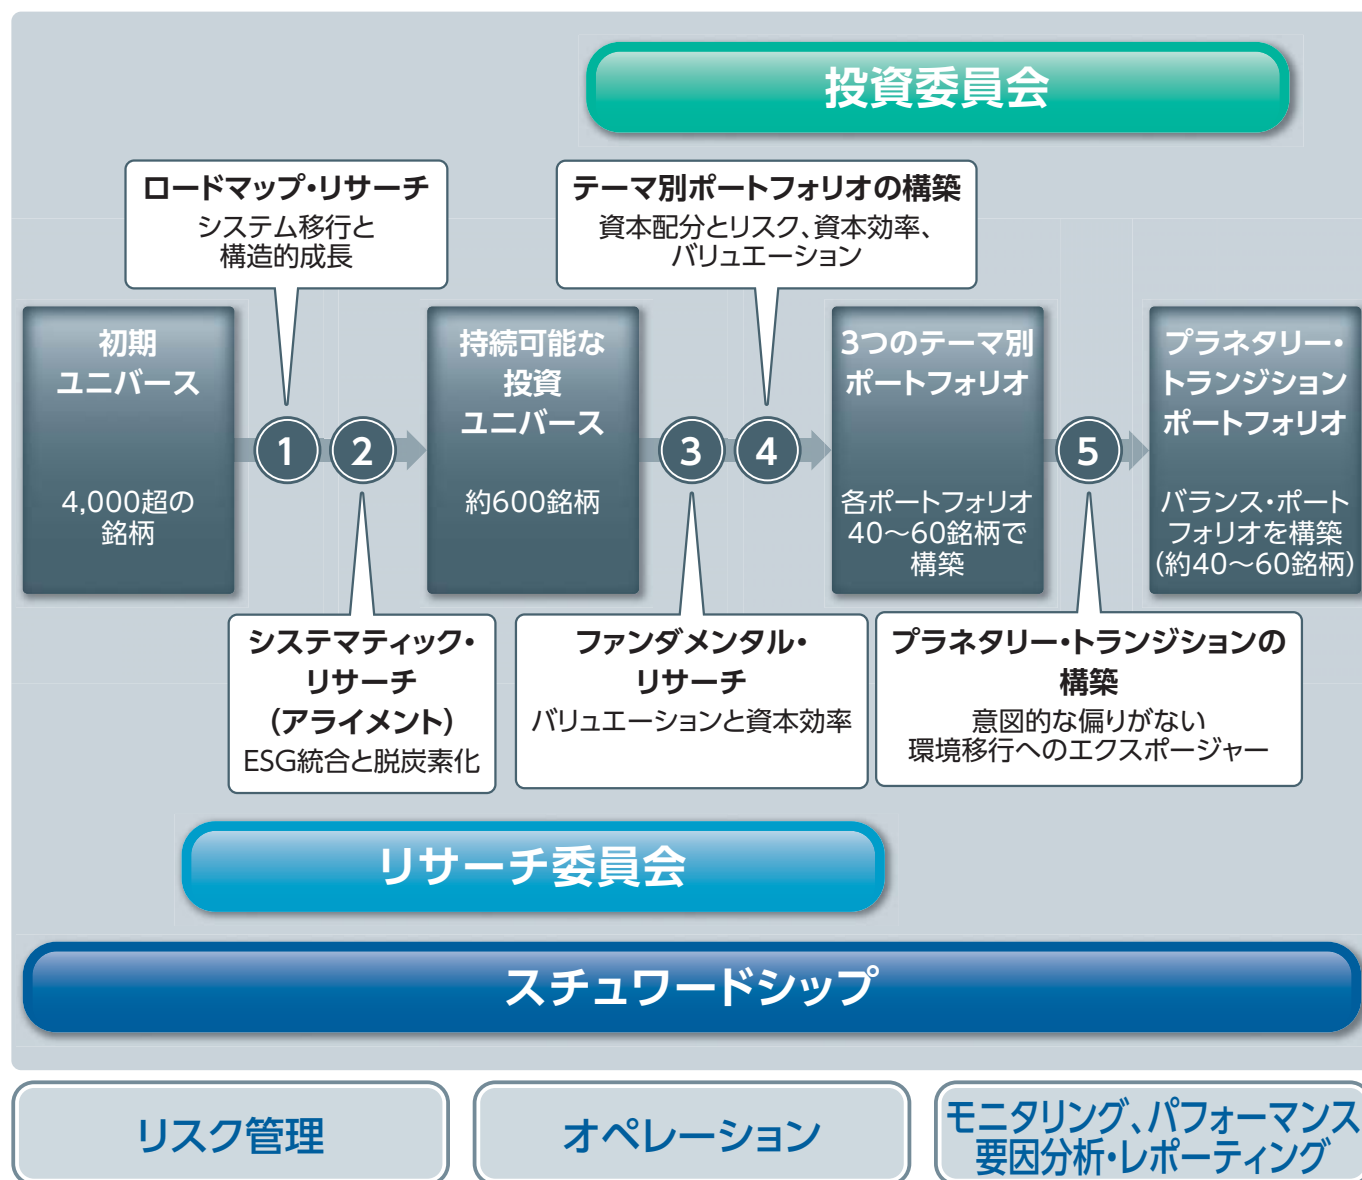 投資委員会
ロードマップ・リサーチ
システム移行と
構造的成長
テーマ別ポートフォリオの構築
資本配分とリスク、資本効率、
バリュエーション
初期
ユニバース
4,000超の
銘柄
1
2
持続可能な
投資
ユニバース
約600銘柄
3
4
3つのテーマ別
ポートフォリオ
各ポートフォリオ
40～60銘柄で
構築
5
プラネタリー・
トランジション
ポートフォリオ
バランス・ポート
フォリオを構築
(約40～60銘柄)
システマティック・
リサーチ
（アライメント）
ESG統合と脱炭素化
ファンダメンタル・
リサーチ
バリュエーションと資本効率
プラネタリー・トランジションの
構築
意図的な偏りがない
環境移行へのエクスポージャー
リサーチ委員会
スチュワードシップ
リスク管理
オペレーション
モニタリング、パフォーマンス
要因分析・レポーティング